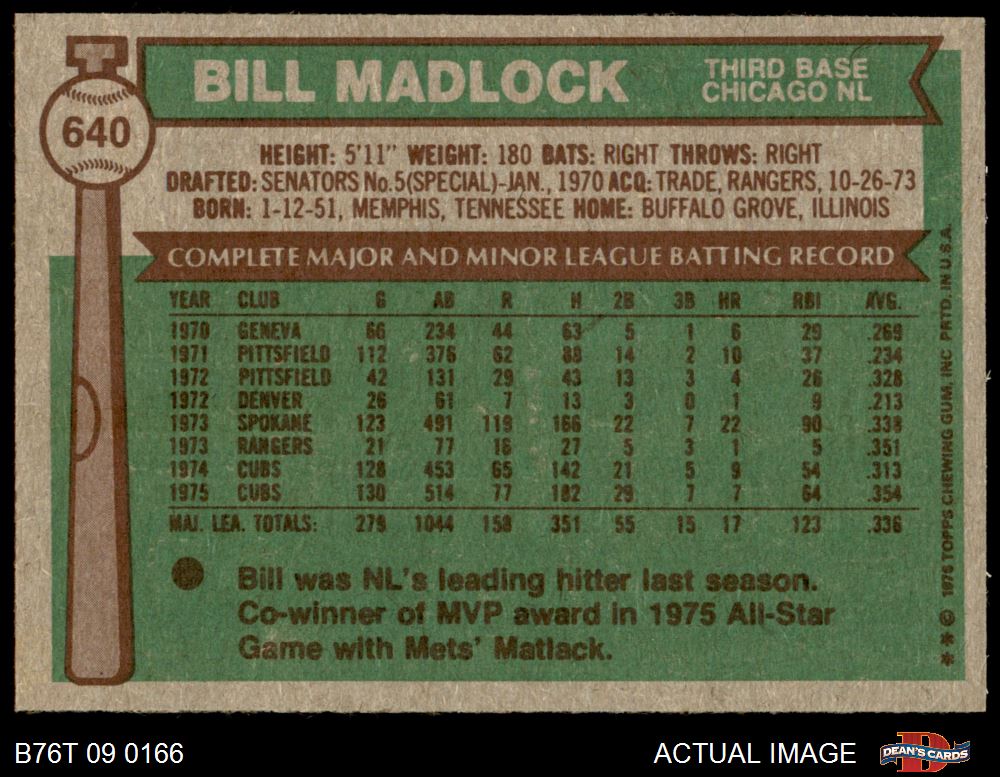 T
BILL MADLOCK
THIRD BASE
CHICAGO NL
640
HEIGHT: 5'11" WEIGHT: 180 BATS: RIGHT THROWS: RIGHT
DRAFTED: SENATORS No.5(SPECIAL)-JAN., 1970 ACQ: TRADE, RANGERS, 10-26-73
BORN: 1-12-51, MEMPHIS, TENNESSEE HOME: BUFFALO GROVE, ILLINOIS
COMPLETE MAJOR AND MINOR LEAGUE BATTING RECORD
YEAR CLUB G AB R H 2B 3B HR RBI AVG.
1970 GENEVA 66 234 44 63 5 1 6 29 .269
1971 PITTSFIELD 112 376 62 88 14 2 10 37 .234
1972 PITTSFIELD 42 131 29 43 13 3 4 26 .328
1972 DENVER 26 61 7 13 3 0 1 9 .213
1973 SPOKANE 123 491 119 166 22 7 22 90 .338
1973 RANGERS 21 77 16 27 5 3 1 5 .351
1974 CUBS 128 453 65 142 21 5 9 54 .313
1975 CUBS 130 514 77 182 29 7 7 64 .354
MAJ. LEA. TOTALS: 279 1044 158 351 55 15 17 123 .336
Bill was NL's leading hitter last season.
Co-winner of MVP award in 1975 All-Star
Game with Mets' Matlack.
* * © 1976 TOPPS CHEWING GUM, INC. PRTD. IN U.S.A.
B76T 09 0166
ACTUAL IMAGE
DEAN'S CARDS